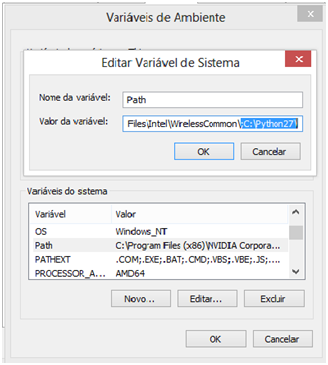 Variáveis de Ambiente
Editar Variável de Sistema
Nome da variável:
Path
Valor da variável:
Files\Intel\WirelessCommon\;C:\Python27\
OK
Cancelar
Variáveis do sistema
Variável
Valor
OS
Windows_NT
Path
C:\Program Files (x86)\NVIDIA Corpora...
PATHEXT
.COM;.EXE;.BAT;.CMD;.VBS;.VBE;.JS;....
PROCESSOR_A...
AMD64
Novo...
Editar...
Excluir
OK
Cancelar